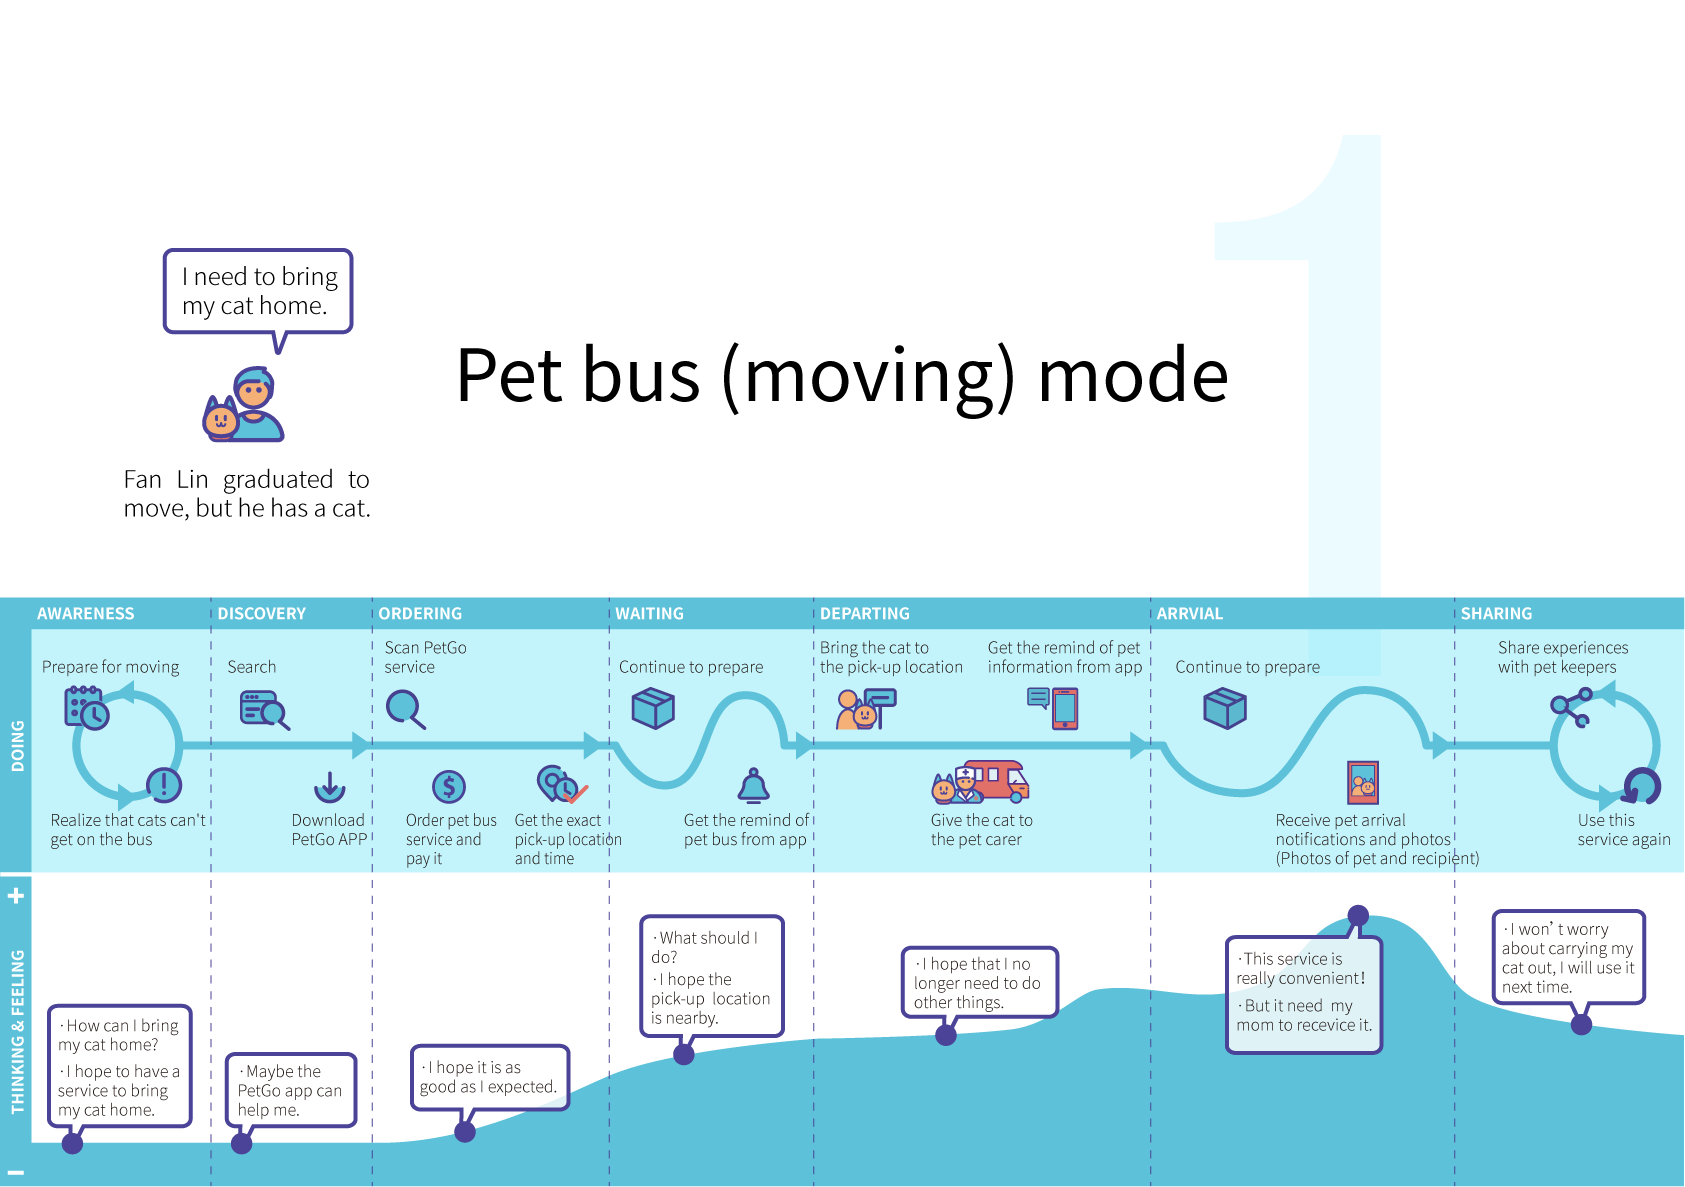 1
I need to bring
my cat home.
Pet bus (moving) mode
Fan Lin graduated to
move, but he has a cat.
AWARENESS
DISCOVERY
ORDERING
WAITING
DEPARTING
ARRVIAL
SHARING
DOING
Prepare for moving
Realize that cats can't
get on the bus
Search
Download
PetGo APP
Scan PetGo
service
Order pet bus
service and
pay it
Get the exact
pick-up location
and time
Continue to prepare
Get the remind of
pet bus from app
Bring the cat to
the pick-up location
Give the cat to
the pet carer
Get the remind of pet
information from app
Continue to prepare
Receive pet arrival
notifications and photos
(Photos of pet and recipient)
Share experiences
with pet keepers
Use this
service again
+
THINKING & FEELING
−
· How can I bring
my cat home?
· I hope to have a
service to bring
my cat home.
· Maybe the
PetGo app can
help me.
· I hope it is as
good as I expected.
· What should I
do?
· I hope the
pick-up location
is nearby.
· I hope that I no
longer need to do
other things.
· This service is
really convenient!
· But it need my
mom to recevice it.
· I won’t worry
about carrying my
cat out, I will use it
next time.